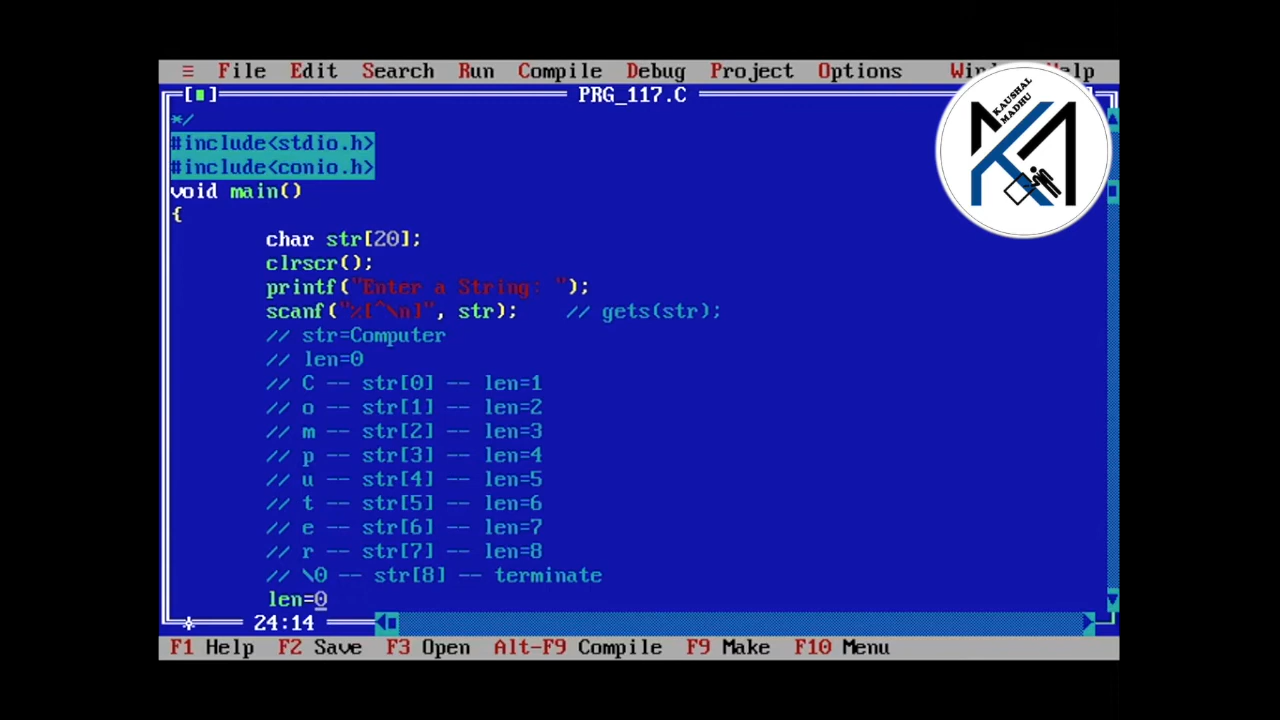 ≡ File Edit Search Run Compile Debug Project Options
KAUSHAL
MADHU
[■] PRG_117.C
*/
#include<stdio.h>
#include<conio.h>
void main()
{
char str[20];
clrscr();
printf("Enter a String: ");
scanf("%[^\n]", str); // gets(str);
// str=Computer
// len=0
// C -- str[0] -- len=1
// o -- str[1] -- len=2
// m -- str[2] -- len=3
// p -- str[3] -- len=4
// u -- str[4] -- len=5
// t -- str[5] -- len=6
// e -- str[6] -- len=7
// r -- str[7] -- len=8
// \0 -- str[8] -- terminate
len=0
24:14
F1 Help F2 Save F3 Open Alt-F9 Compile F9 Make F10 Menu